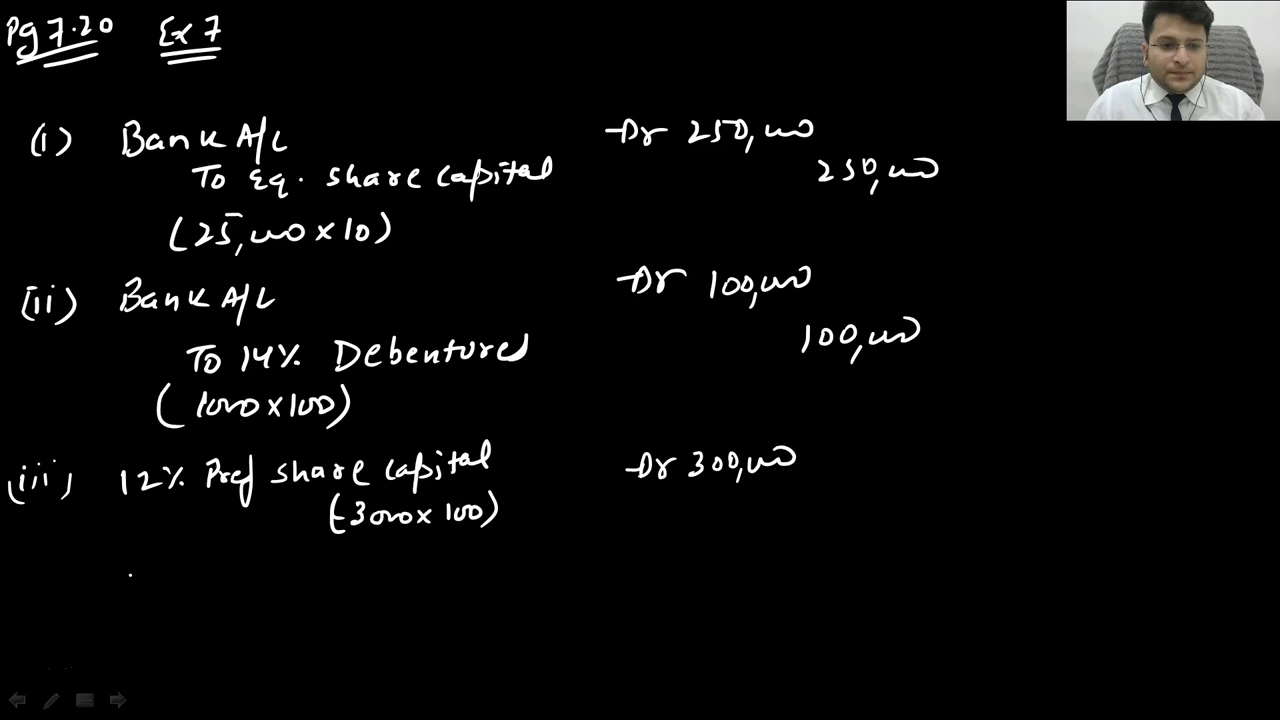 Pg 7.20 Ex 7
(i) Bank A/c Dr 250,000
To Eq. share capital 250,000
(25,000 x 10)
(ii) Bank A/c Dr 100,000
To 14% Debentures 100,000
(1000 x 100)
(iii) 12% Pref share capital Dr 300,000
(3000 x 100)